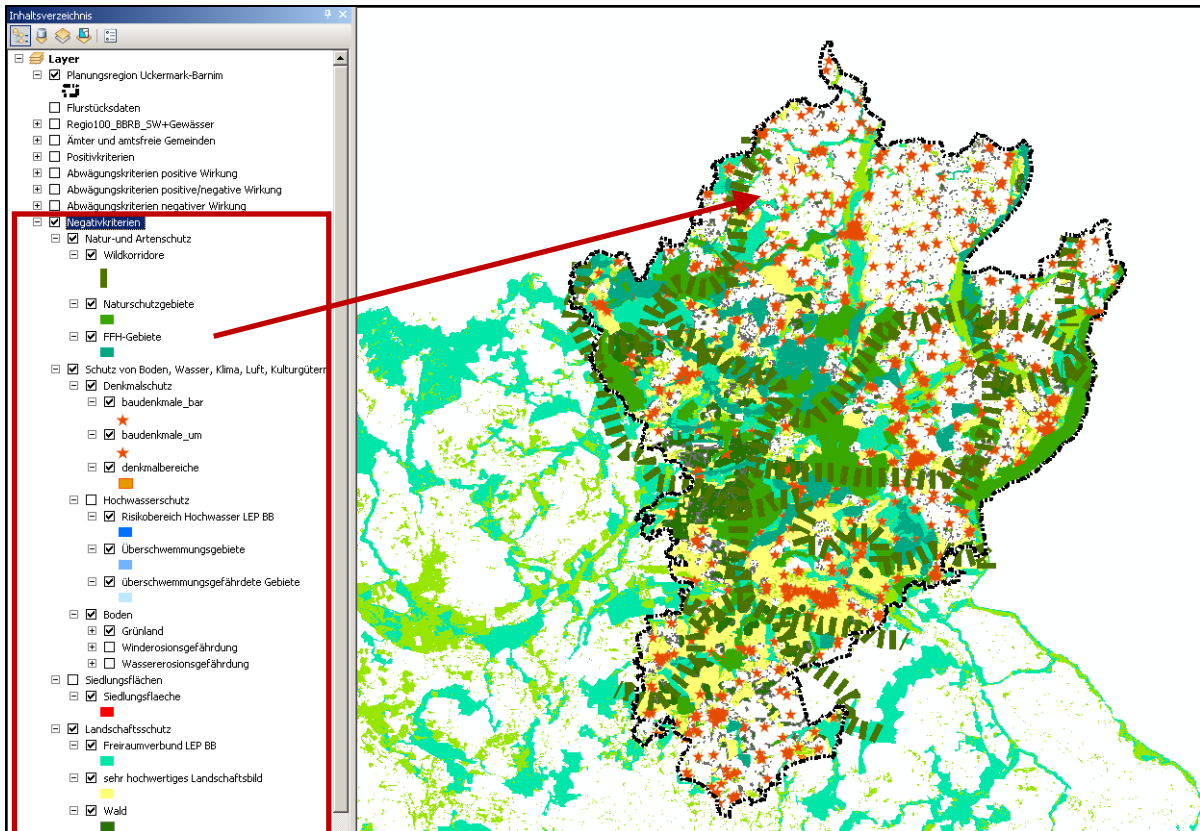 Inhaltsverzeichnis
Layer
Planungsregion Uckermark-Barnim
Flurstücksdaten
Regio100_BBRB_SW+Gewässer
Ämter und amtsfreie Gemeinden
Positivkriterien
Abwägungskriterien positive Wirkung
Abwägungskriterien positive/negative Wirkung
Abwägungskriterien negativer Wirkung
Negativkriterien
Natur-und Artenschutz
Wildkorridore
Naturschutzgebiete
FFH-Gebiete
Schutz von Boden, Wasser, Klima, Luft, Kulturgütern
Denkmalschutz
baudenkmale_bar
baudenkmale_um
denkmalbereiche
Hochwasserschutz
Risikobereich Hochwasser LEP BB
Überschwemmungsgebiete
überschwemmungsgefährdete Gebiete
Boden
Grünland
Winderosionsgefährdung
Wassererosionsgefährdung
Siedlungsflächen
Siedlungsflaeche
Landschaftsschutz
Freiraumverbund LEP BB
sehr hochwertiges Landschaftsbild
Wald